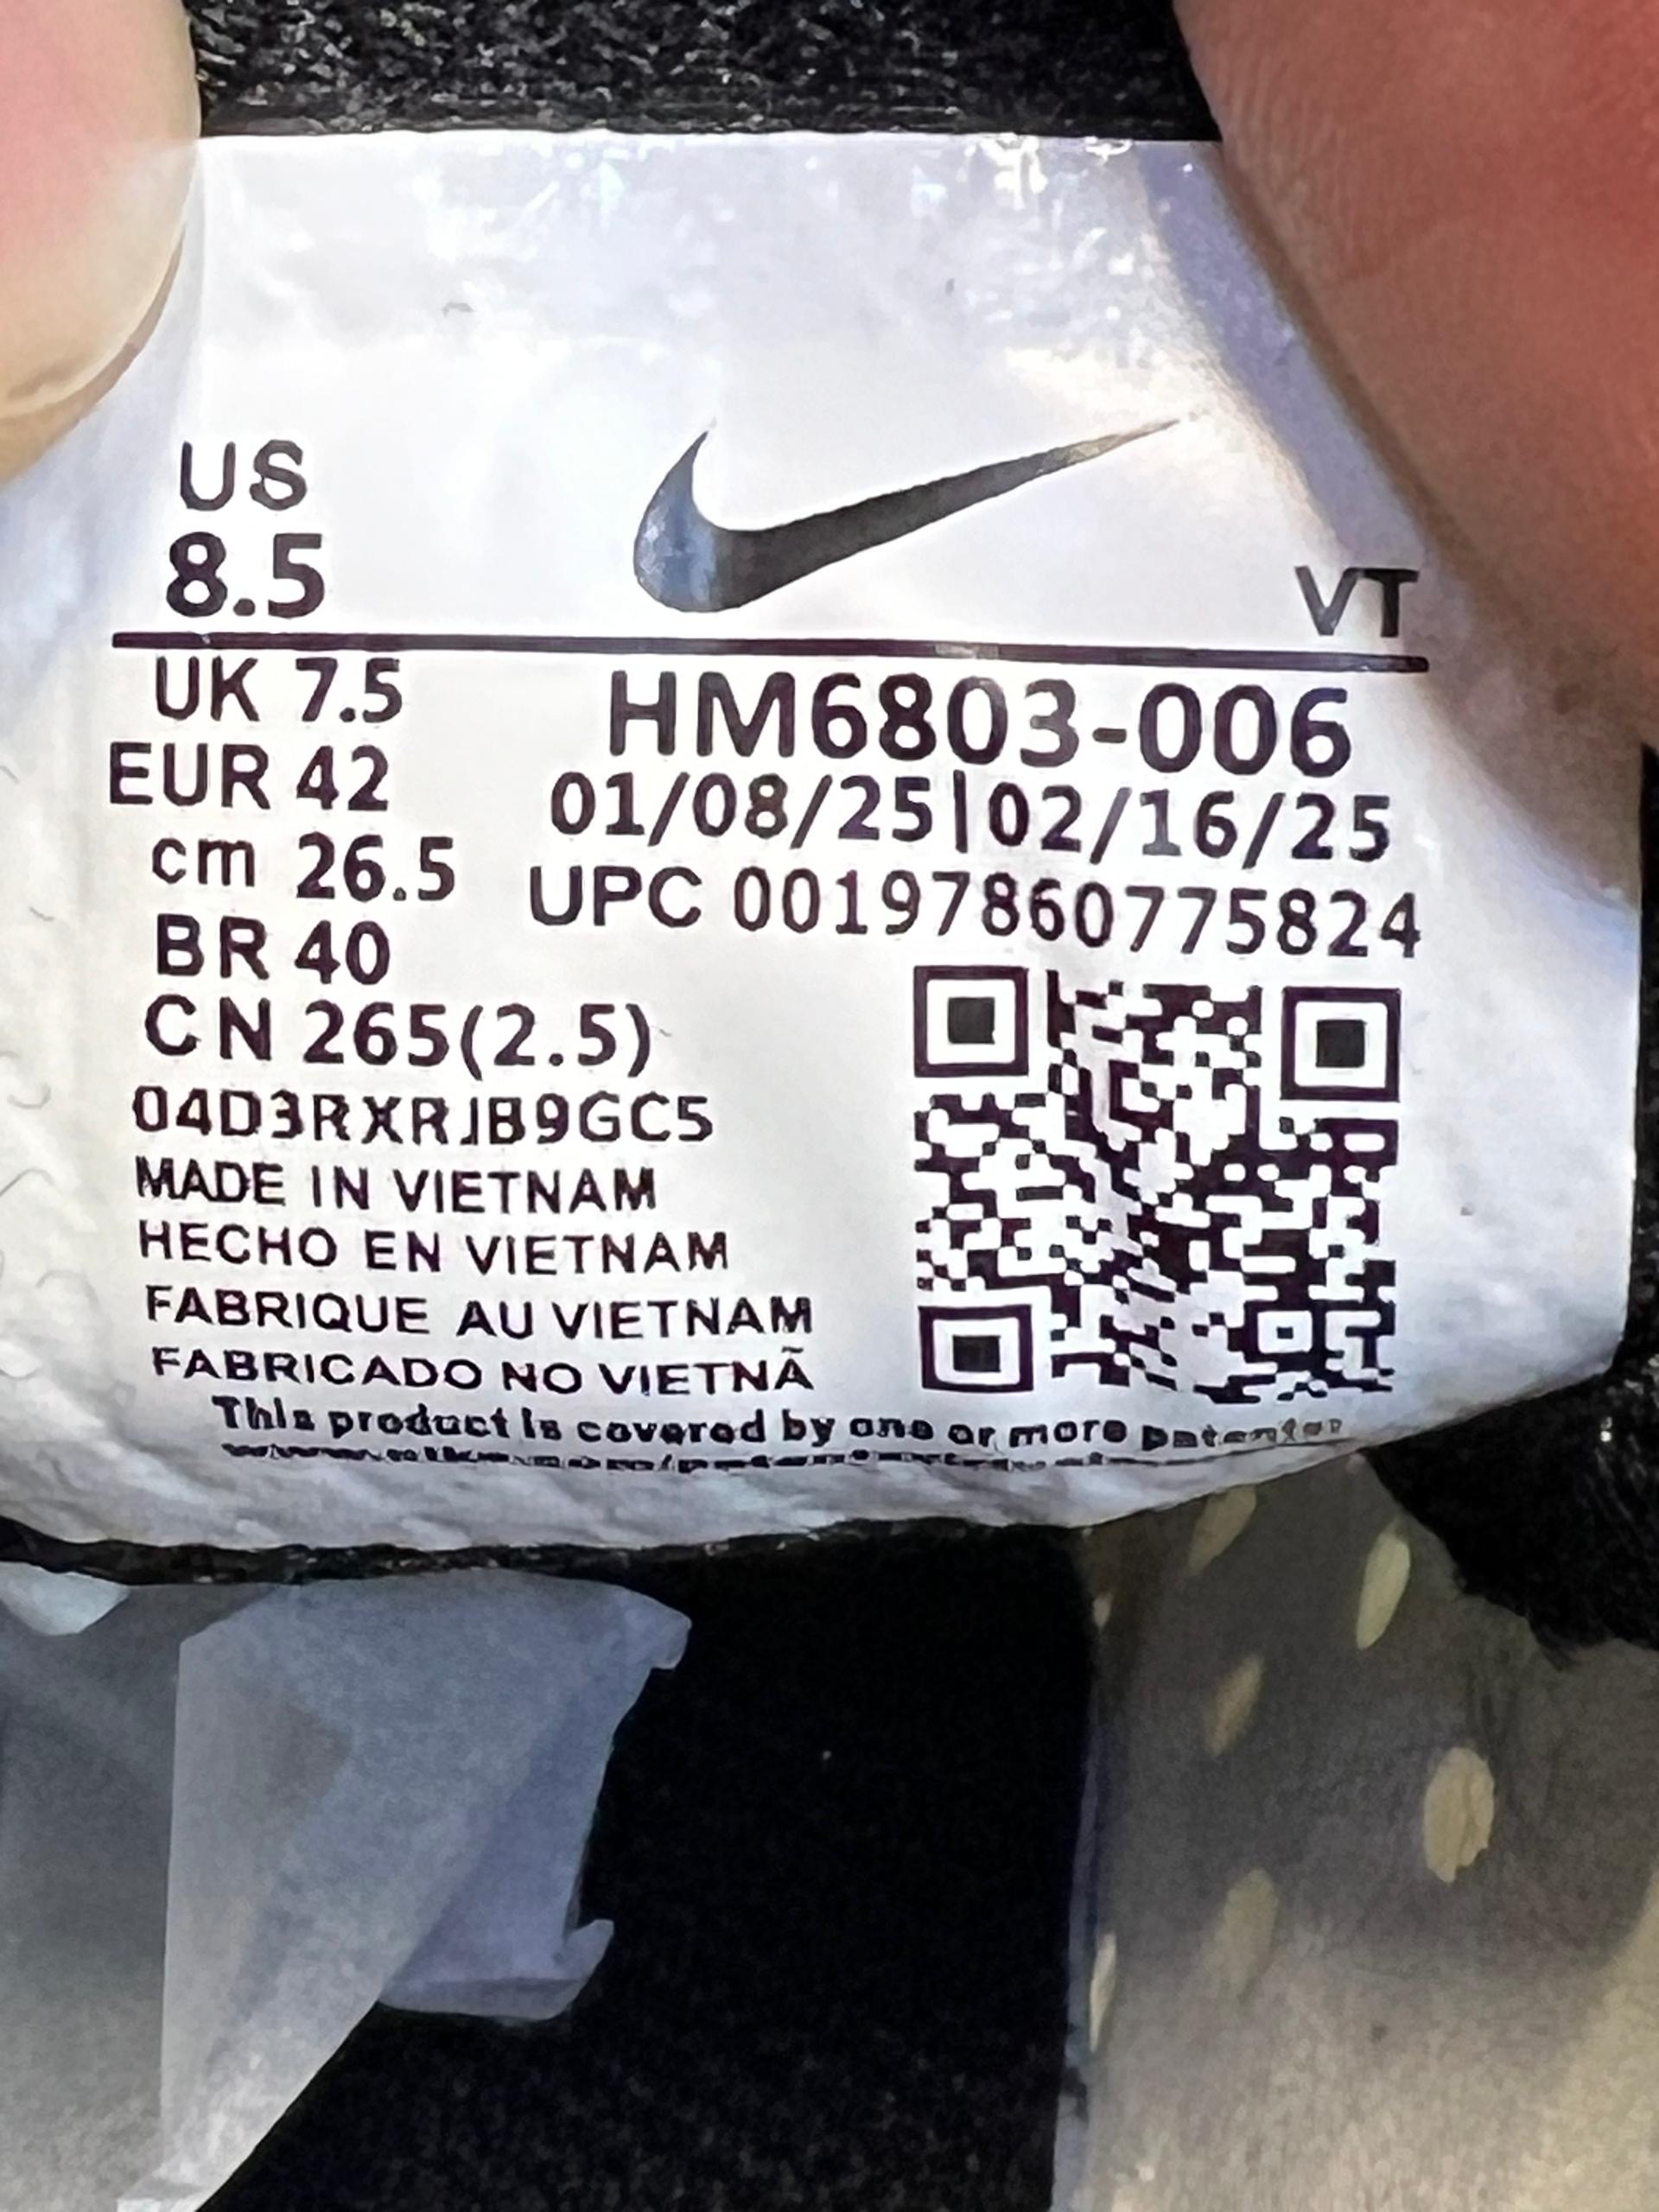 US
8.5
VT
UK 7.5
EUR 42
cm 26.5
BR 40
CN 265(2.5)
HM6803-006
01/08/25|02/16/25
UPC 00197860775824
04D3RXRJB9GC5
MADE IN VIETNAM
HECHO EN VIETNAM
FABRIQUE AU VIETNAM
FABRICADO NO VIETNÃ
This product is covered by one or more